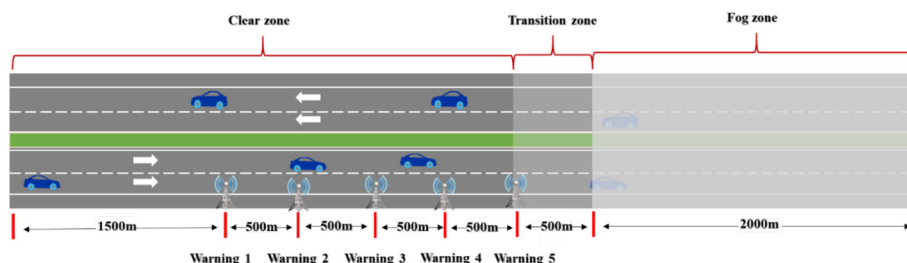 Clear zone Transition zone Fog zone
1500m 500m 500m 500m 500m 500m 2000m
Warning 1 Warning 2 Warning 3 Warning 4 Warning 5